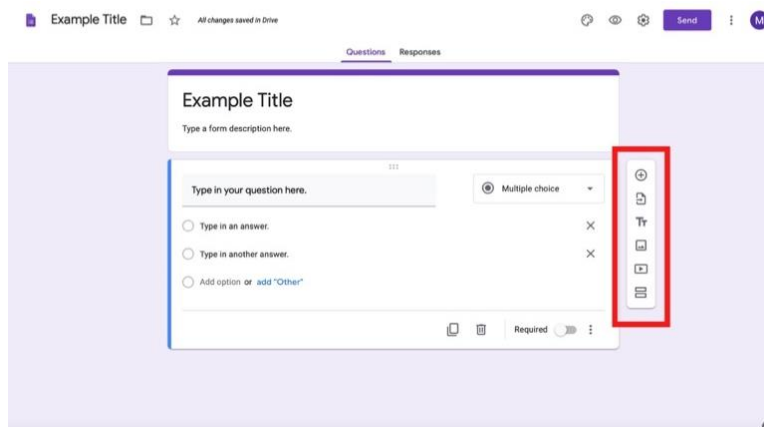 Example Title All changes saved in Drive Send M
Questions Responses
Example Title
Type a form description here.
Type in your question here. Multiple choice
Type in an answer.
Type in another answer.
Add option or add "Other"
Required
Tт